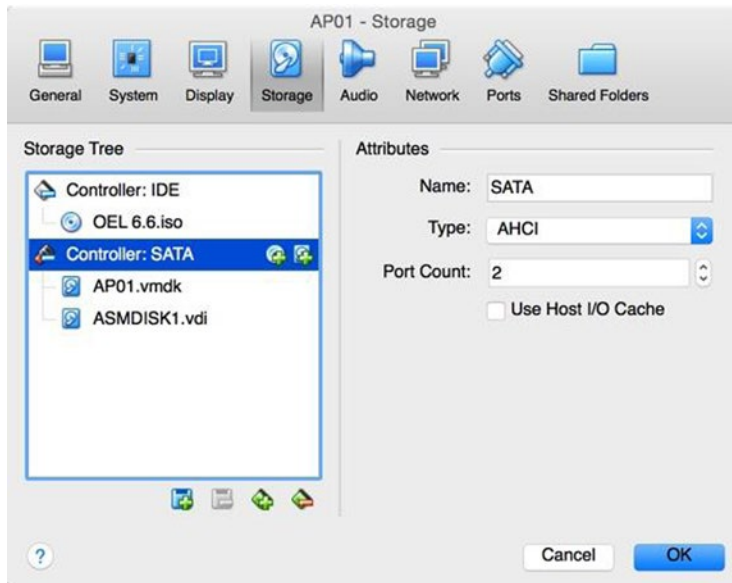 AP01 - Storage
General System Display Storage Audio Network Ports Shared Folders
Storage Tree
Controller: IDE
OEL 6.6.iso
Controller: SATA
AP01.vmdk
ASMDISK1.vdi
Attributes
Name: SATA
Type: AHCI
Port Count: 2
Use Host I/O Cache
?
Cancel OK